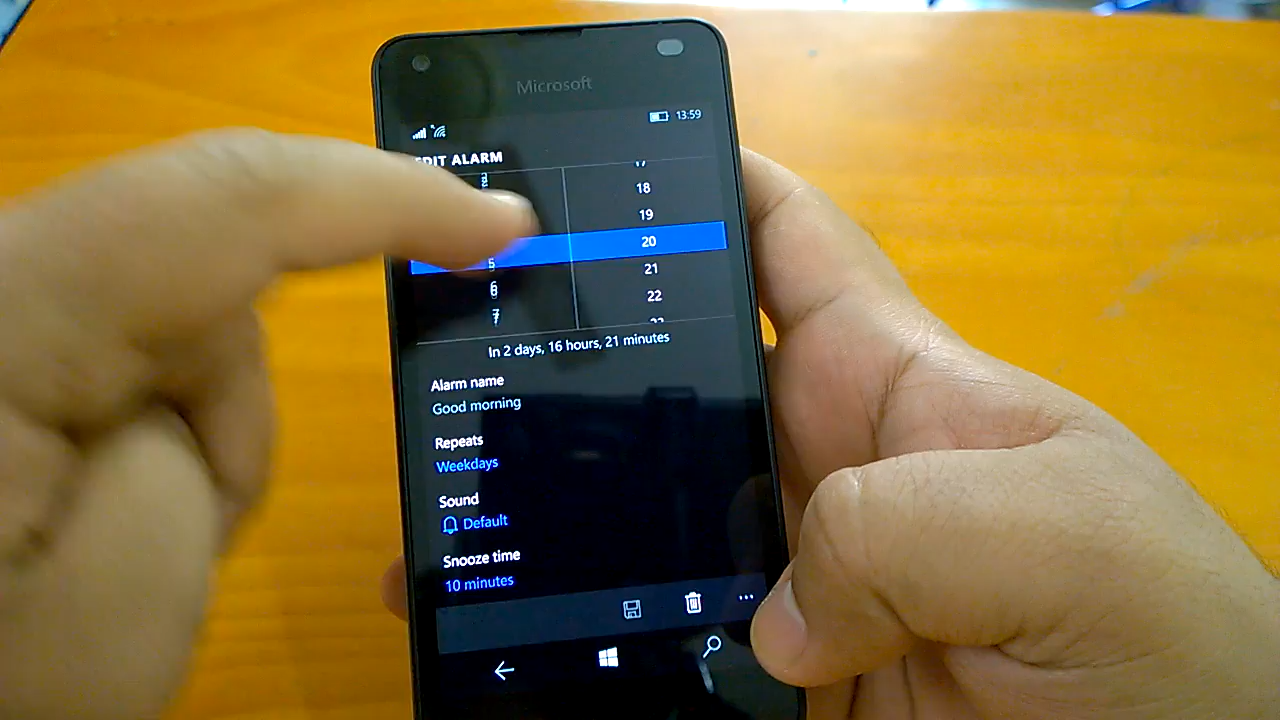 Microsoft
13:59
EDIT ALARM
17
18
19
20
5
21
6
22
7
In 2 days, 16 hours, 21 minutes
Alarm name
Good morning
Repeats
Weekdays
Sound
Default
Snooze time
10 minutes